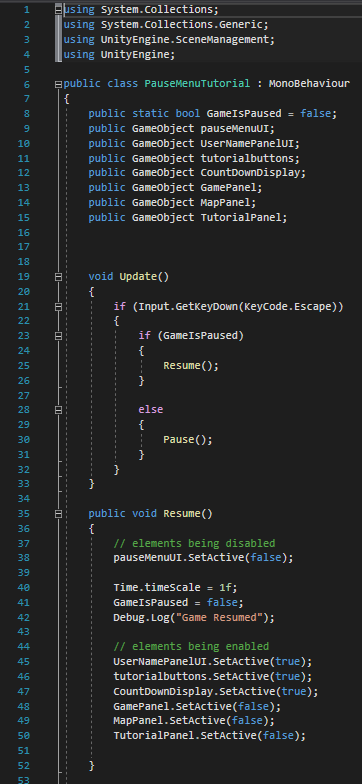 1 using System.Collections;
2 using System.Collections.Generic;
3 using UnityEngine.SceneManagement;
4 using UnityEngine;
5
6 public class PauseMenuTutorial : MonoBehaviour
7 {
8 public static bool GameIsPaused = false;
9 public GameObject pauseMenuUI;
10 public GameObject UserNamePanelUI;
11 public GameObject tutorialbuttons;
12 public GameObject CountDownDisplay;
13 public GameObject GamePanel;
14 public GameObject MapPanel;
15 public GameObject TutorialPanel;
16
17
18
19 void Update()
20 {
21 if (Input.GetKeyDown(KeyCode.Escape))
22 {
23 if (GameIsPaused)
24 {
25 Resume();
26 }
27
28 else
29 {
30 Pause();
31 }
32 }
33 }
34
35 public void Resume()
36 {
37 // elements being disabled
38 pauseMenuUI.SetActive(false);
39
40 Time.timeScale = 1f;
41 GameIsPaused = false;
42 Debug.Log("Game Resumed");
43
44 // elements being enabled
45 UserNamePanelUI.SetActive(true);
46 tutorialbuttons.SetActive(true);
47 CountDownDisplay.SetActive(true);
48 GamePanel.SetActive(false);
49 MapPanel.SetActive(false);
50 TutorialPanel.SetActive(false);
51
52 }
53